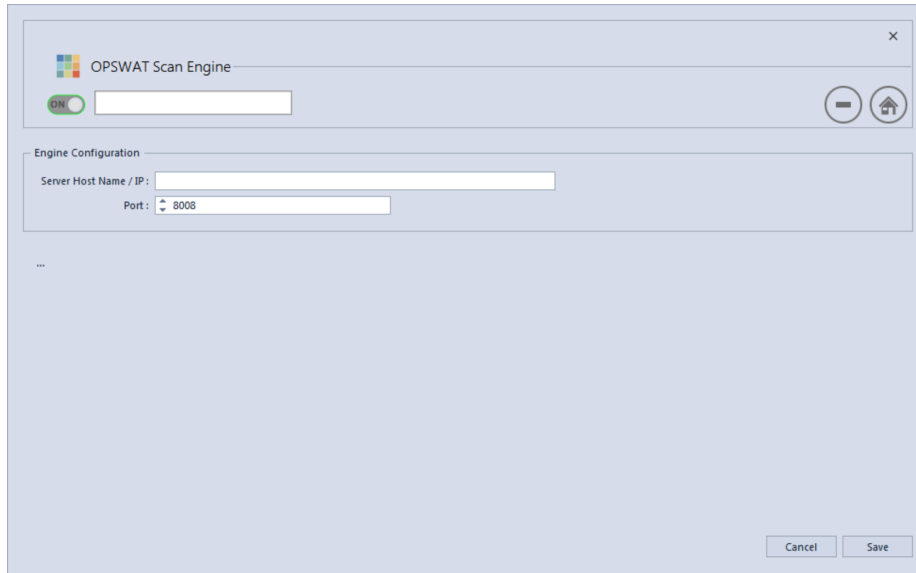 OPSWAT Scan Engine
ON
Engine Configuration
Server Host Name / IP :
Port : 8008
...
Cancel Save